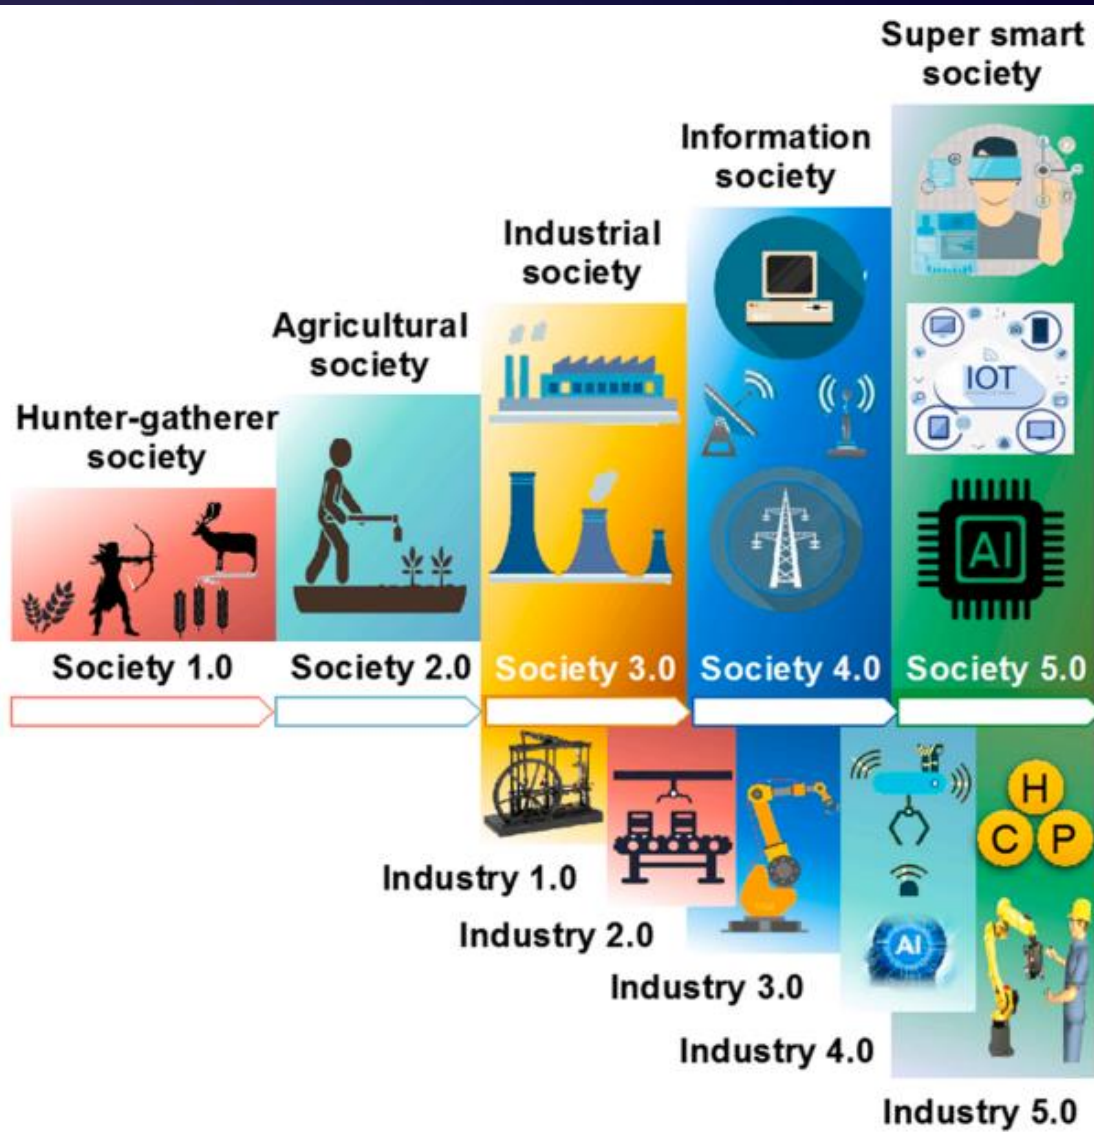 Super smart
society
Information
society
Industrial
society
Agricultural
society
Hunter-gatherer
society
IOT
AI
Society 1.0
Society 2.0
Society 3.0
Society 4.0
Society 5.0
H
C P
Industry 1.0
Industry 2.0
AI
Industry 3.0
Industry 4.0
Industry 5.0